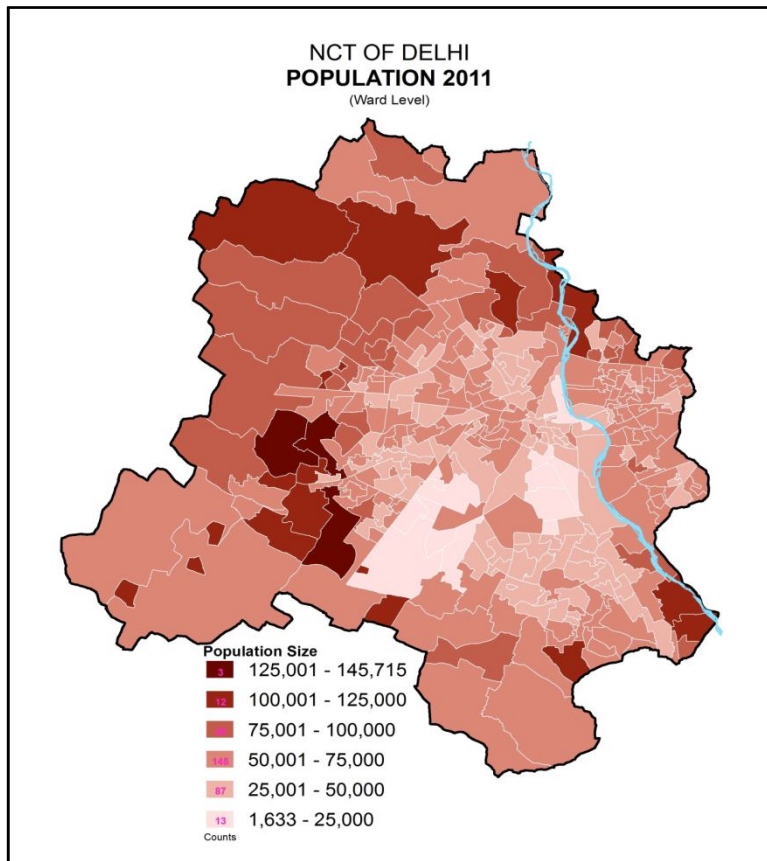 NCT OF DELHI
POPULATION 2011
(Ward Level)
Population Size
3 125,001 - 145,715
12 100,001 - 125,000
75,001 - 100,000
148 50,001 - 75,000
87 25,001 - 50,000
13 1,633 - 25,000
Counts